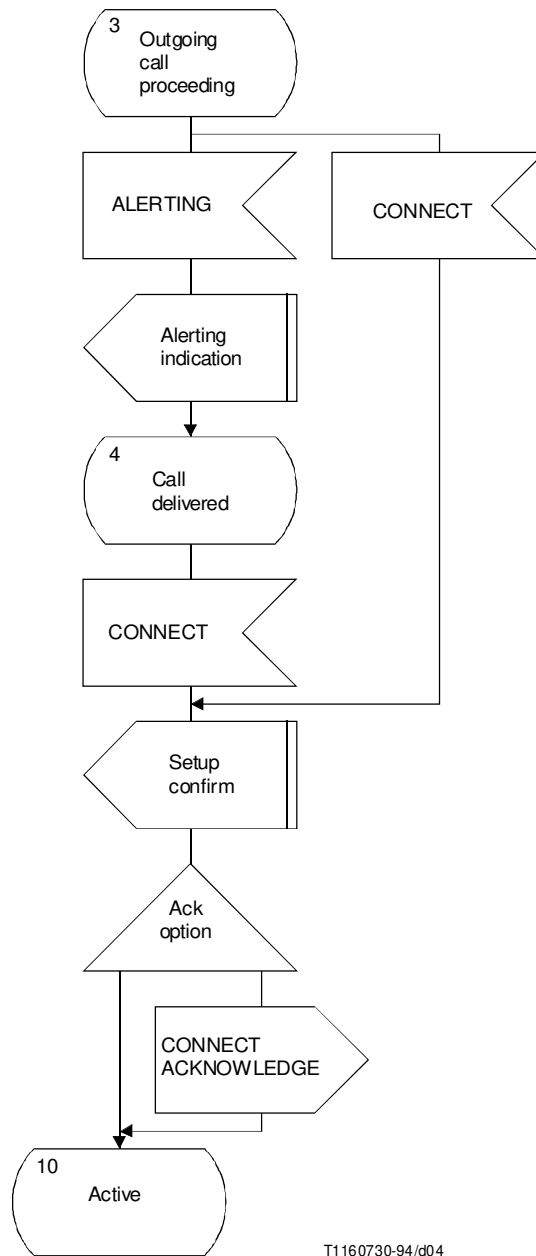 3
Outgoing
call
proceeding
ALERTING
CONNECT
Alerting
indication
4
Call
delivered
CONNECT
Setup
confirm
Ack
option
CONNECT
ACKNOWLEDGE
10
Active
T1160730-94/d04